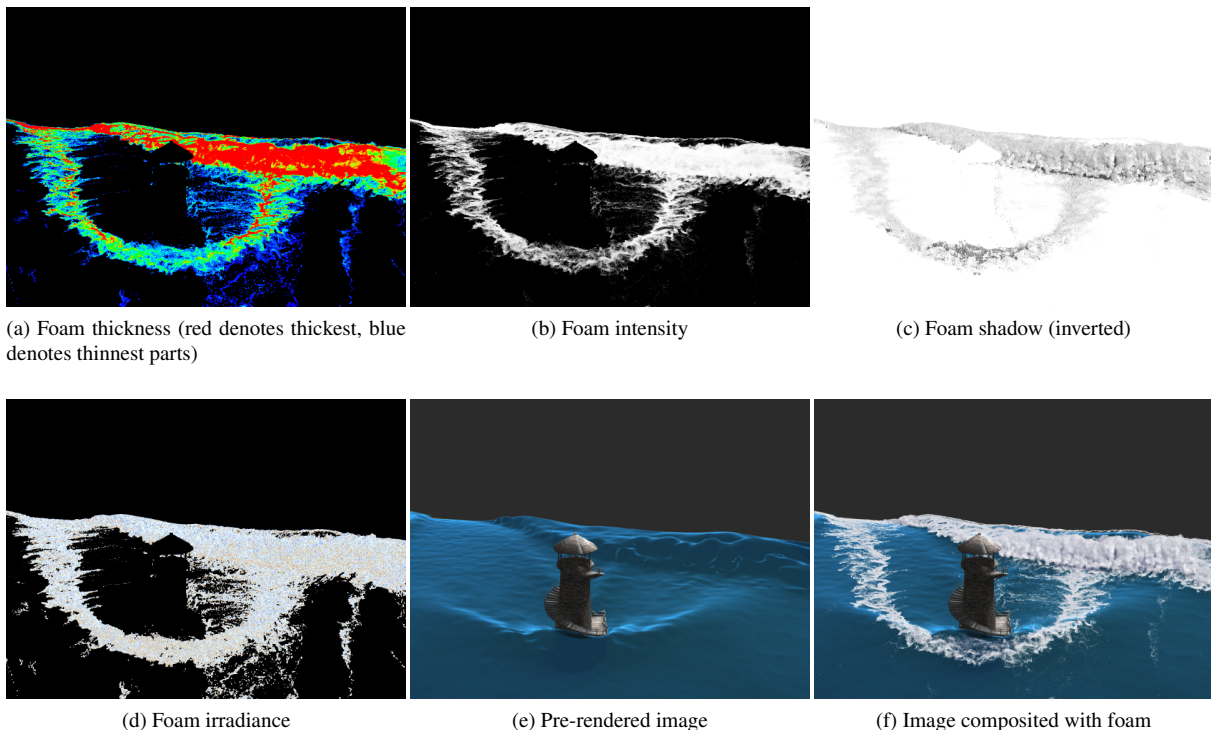 (a) Foam thickness (red denotes thickest, blue
denotes thinnest parts)
(b) Foam intensity
(c) Foam shadow (inverted)
(d) Foam irradiance
(e) Pre-rendered image
(f) Image composited with foam